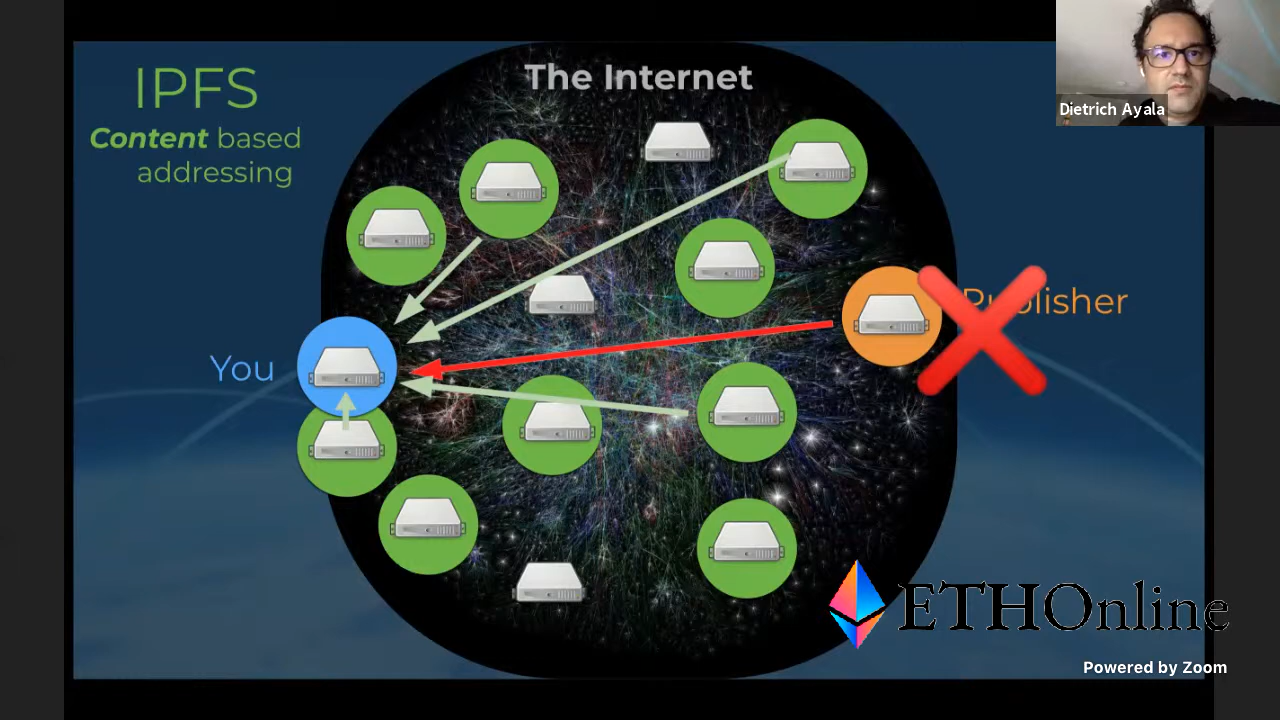 IPFS
Content based
addressing
The Internet
Dietrich Ayala
Publisher
You
ETHOnline
Powered by Zoom